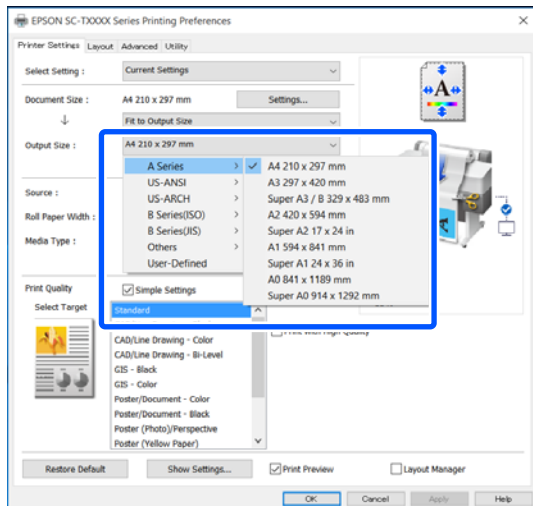 EPSON SC-TXXXX Series Printing Preferences
Printer Settings Layout Advanced Utility
Select Setting : Current Settings
Document Size : A4 210 x 297 mm Settings...
Fit to Output Size
Output Size : A4 210 x 297 mm
A Series
US-ANSI
US-ARCH
B Series(ISO)
B Series(JIS)
Others
User-Defined
A4 210 x 297 mm
A3 297 x 420 mm
Super A3 / B 329 x 483 mm
A2 420 x 594 mm
Super A2 17 x 24 in
A1 594 x 841 mm
Super A1 24 x 36 in
A0 841 x 1189 mm
Super A0 914 x 1292 mm
Source :
Roll Paper Width :
Media Type :
A
Print Quality
Simple Settings
Select Target
Standard
CAD/Line Drawing - Color
CAD/Line Drawing - Bi-Level
GIS - Black
GIS - Color
Poster/Document - Color
Poster/Document - Black
Poster (Photo)/Perspective
Poster (Yellow Paper)
Print with High Quality
Restore Default Show Settings... Print Preview Layout Manager
OK Cancel Apply Help